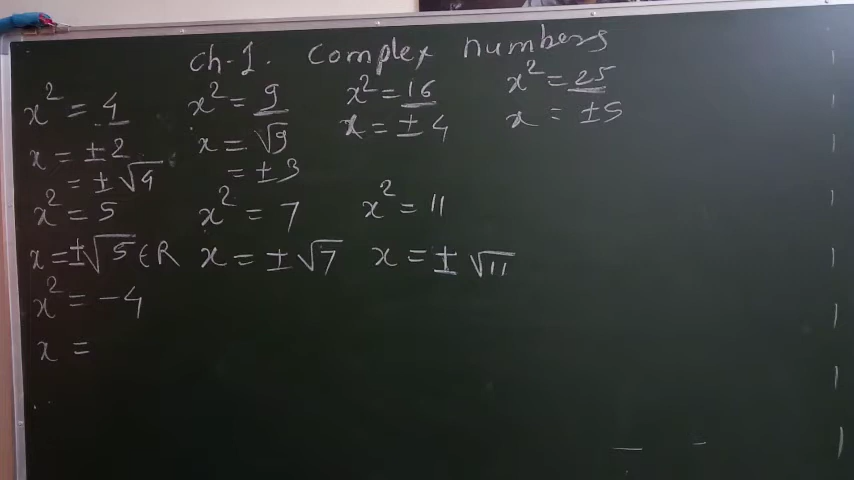 ch-1. Complex numbers
x² = 4 x² = 9 x² = 16 x² = 25
x = ±2 x = √9 x = ±4 x = ±5
= ±√4 = ±3
x² = 5 x² = 7 x² = 11
x = ±√5 ∈ R x = ±√7 x = ±√11
x² = -4
x =